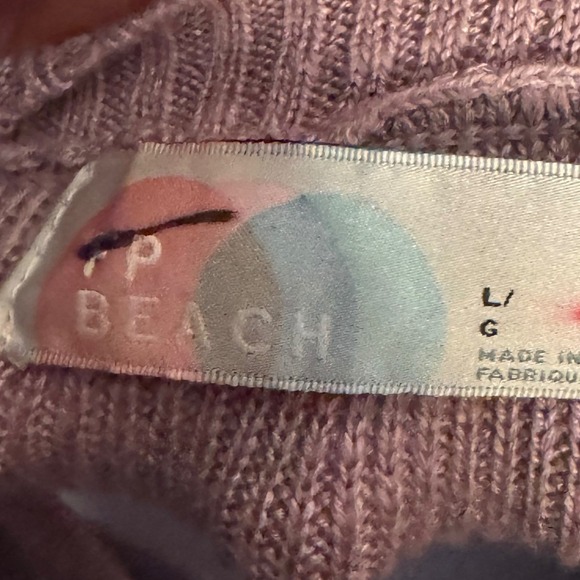 FP
BEACH
L/
G
MADE IN
FABRIQU